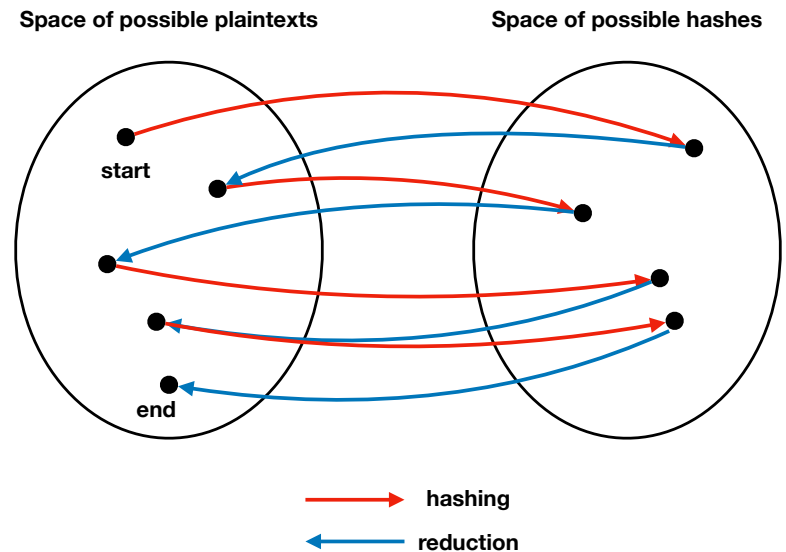 Space of possible plaintexts
Space of possible hashes
start
end
hashing
reduction